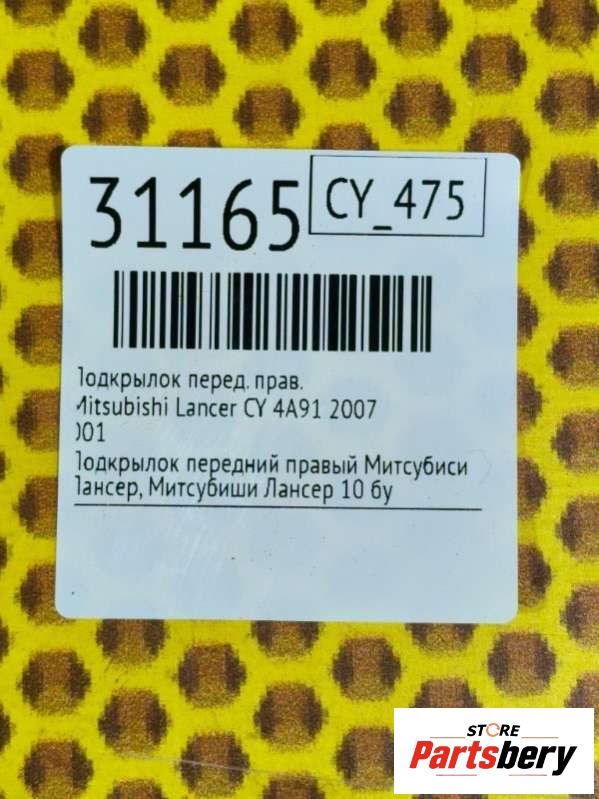 31165
CY_475
Подкрылок перед. прав.
Mitsubishi Lancer CY 4A91 2007
001
Подкрылок передний правый Митсубиси
Лансер, Митсубиши Лансер 10 бу
STORE
Partsbery